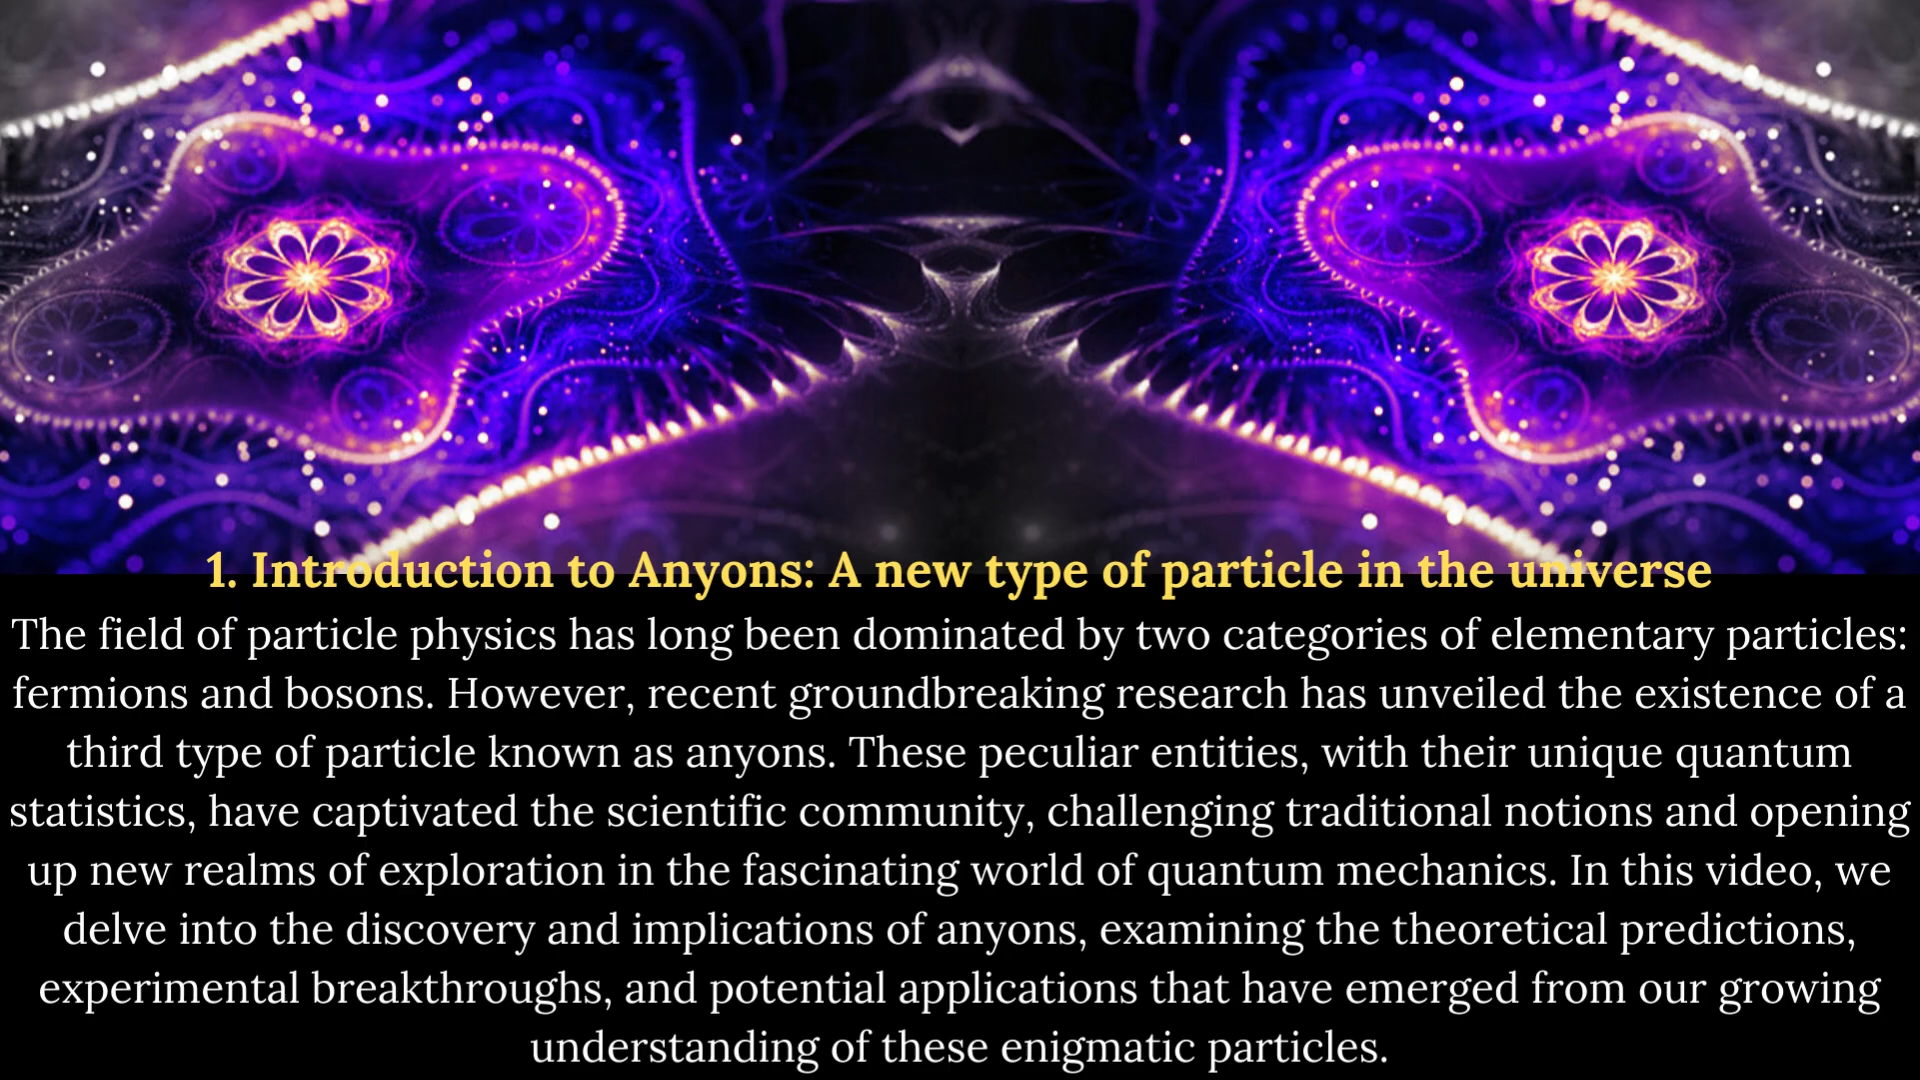 1. Introduction to Anyons: A new type of particle in the universe
The field of particle physics has long been dominated by two categories of elementary particles:
fermions and bosons. However, recent groundbreaking research has unveiled the existence of a
third type of particle known as anyons. These peculiar entities, with their unique quantum
statistics, have captivated the scientific community, challenging traditional notions and opening
up new realms of exploration in the fascinating world of quantum mechanics. In this video, we
delve into the discovery and implications of anyons, examining the theoretical predictions,
experimental breakthroughs, and potential applications that have emerged from our growing
understanding of these enigmatic particles.